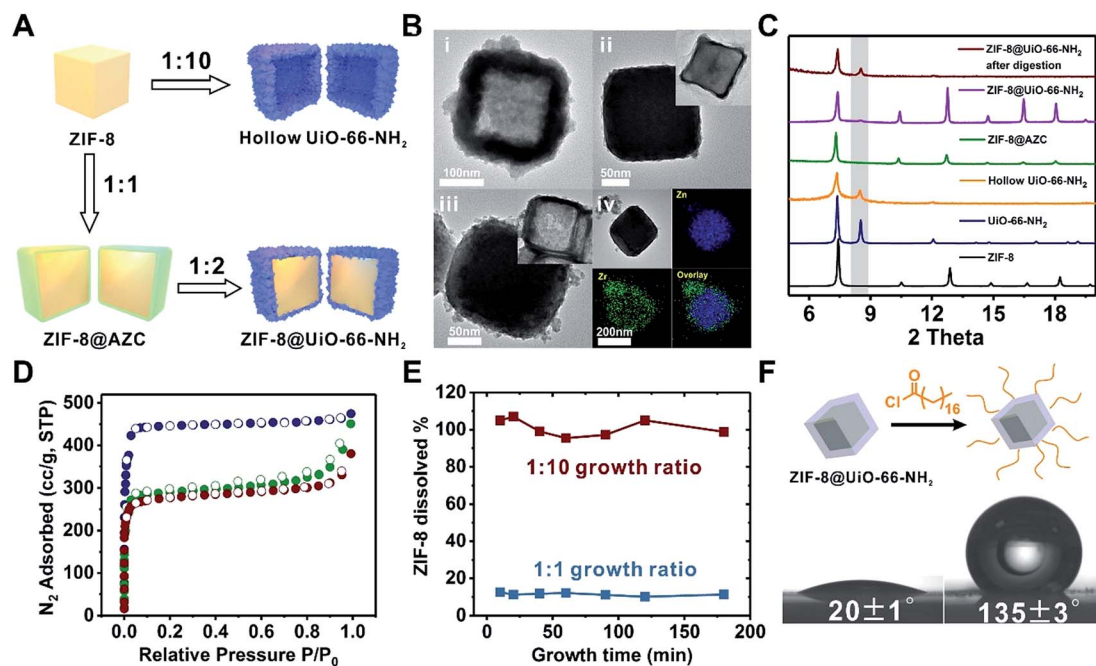 A
ZIF-8
1:10
Hollow UiO-66-NH₂
1:1
ZIF-8@AZC
1:2
ZIF-8@UiO-66-NH₂
B
i
100nm
ii
50nm
iii
50nm
iv
Zn
Zr
Overlay
200nm
C
ZIF-8@UiO-66-NH₂
after digestion
ZIF-8@UiO-66-NH₂
ZIF-8@AZC
Hollow UiO-66-NH₂
UiO-66-NH₂
ZIF-8
6 9 12 15 18
2 Theta
D
N₂ Adsorbed (cc/g, STP)
500
400
300
200
100
0
0.0 0.2 0.4 0.6 0.8 1.0
Relative Pressure P/P₀
E
ZIF-8 dissolved %
120
100
80
60
40
20
0
1:10 growth ratio
1:1 growth ratio
0 40 80 120 160 200
Growth time (min)
F
O
Cl
16
ZIF-8@UiO-66-NH₂
20±1°
135±3°